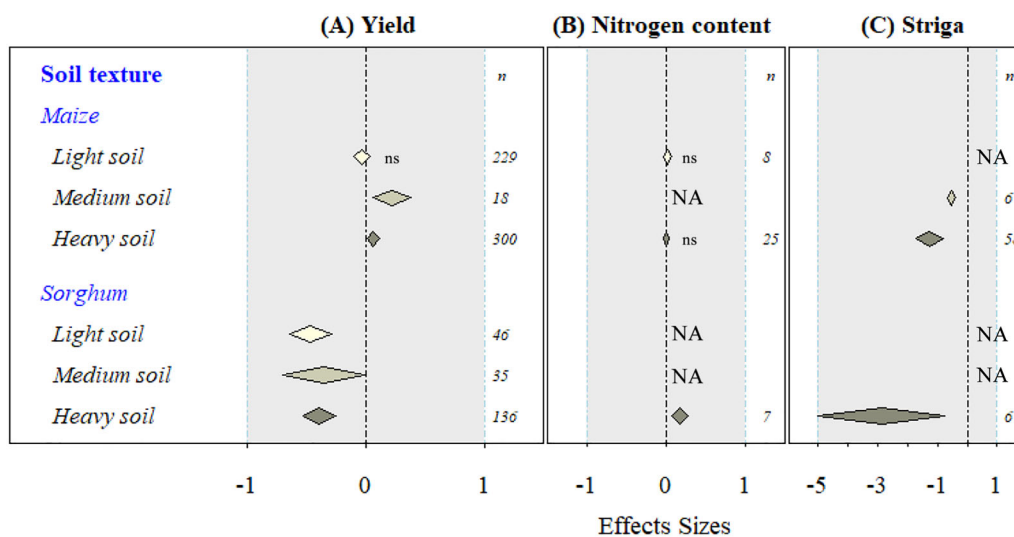 (A) Yield (B) Nitrogen content (C) Striga
Soil texture n n n
Maize
Light soil ns 229 ns 8 NA
Medium soil 18 NA 6
Heavy soil 300 ns 25
Sorghum
Light soil 46 NA NA
Medium soil 35 NA NA
Heavy soil 136 7 6
-1 0 1 -1 0 1 -5 -3 -1 1
Effects Sizes